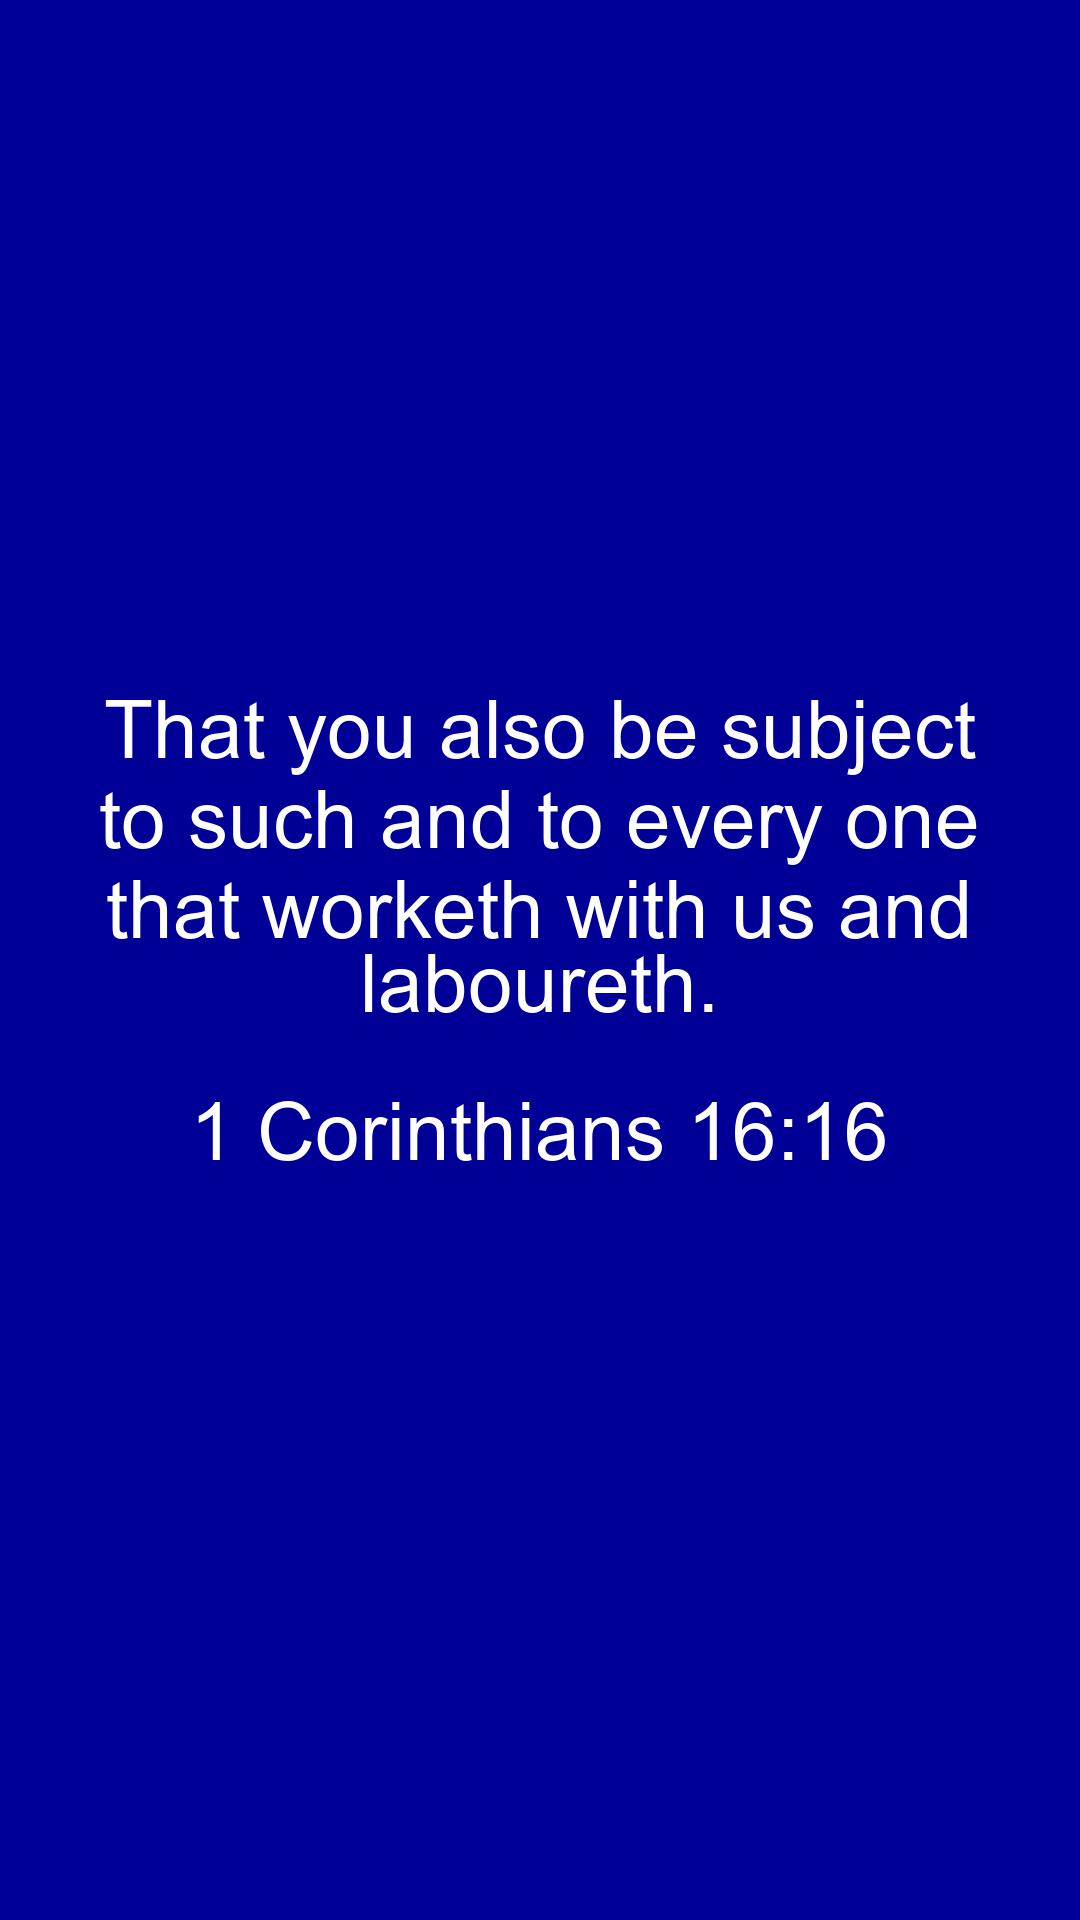 That you also be subject
to such and to every one
that worketh with us and
laboureth.
1 Corinthians 16:16